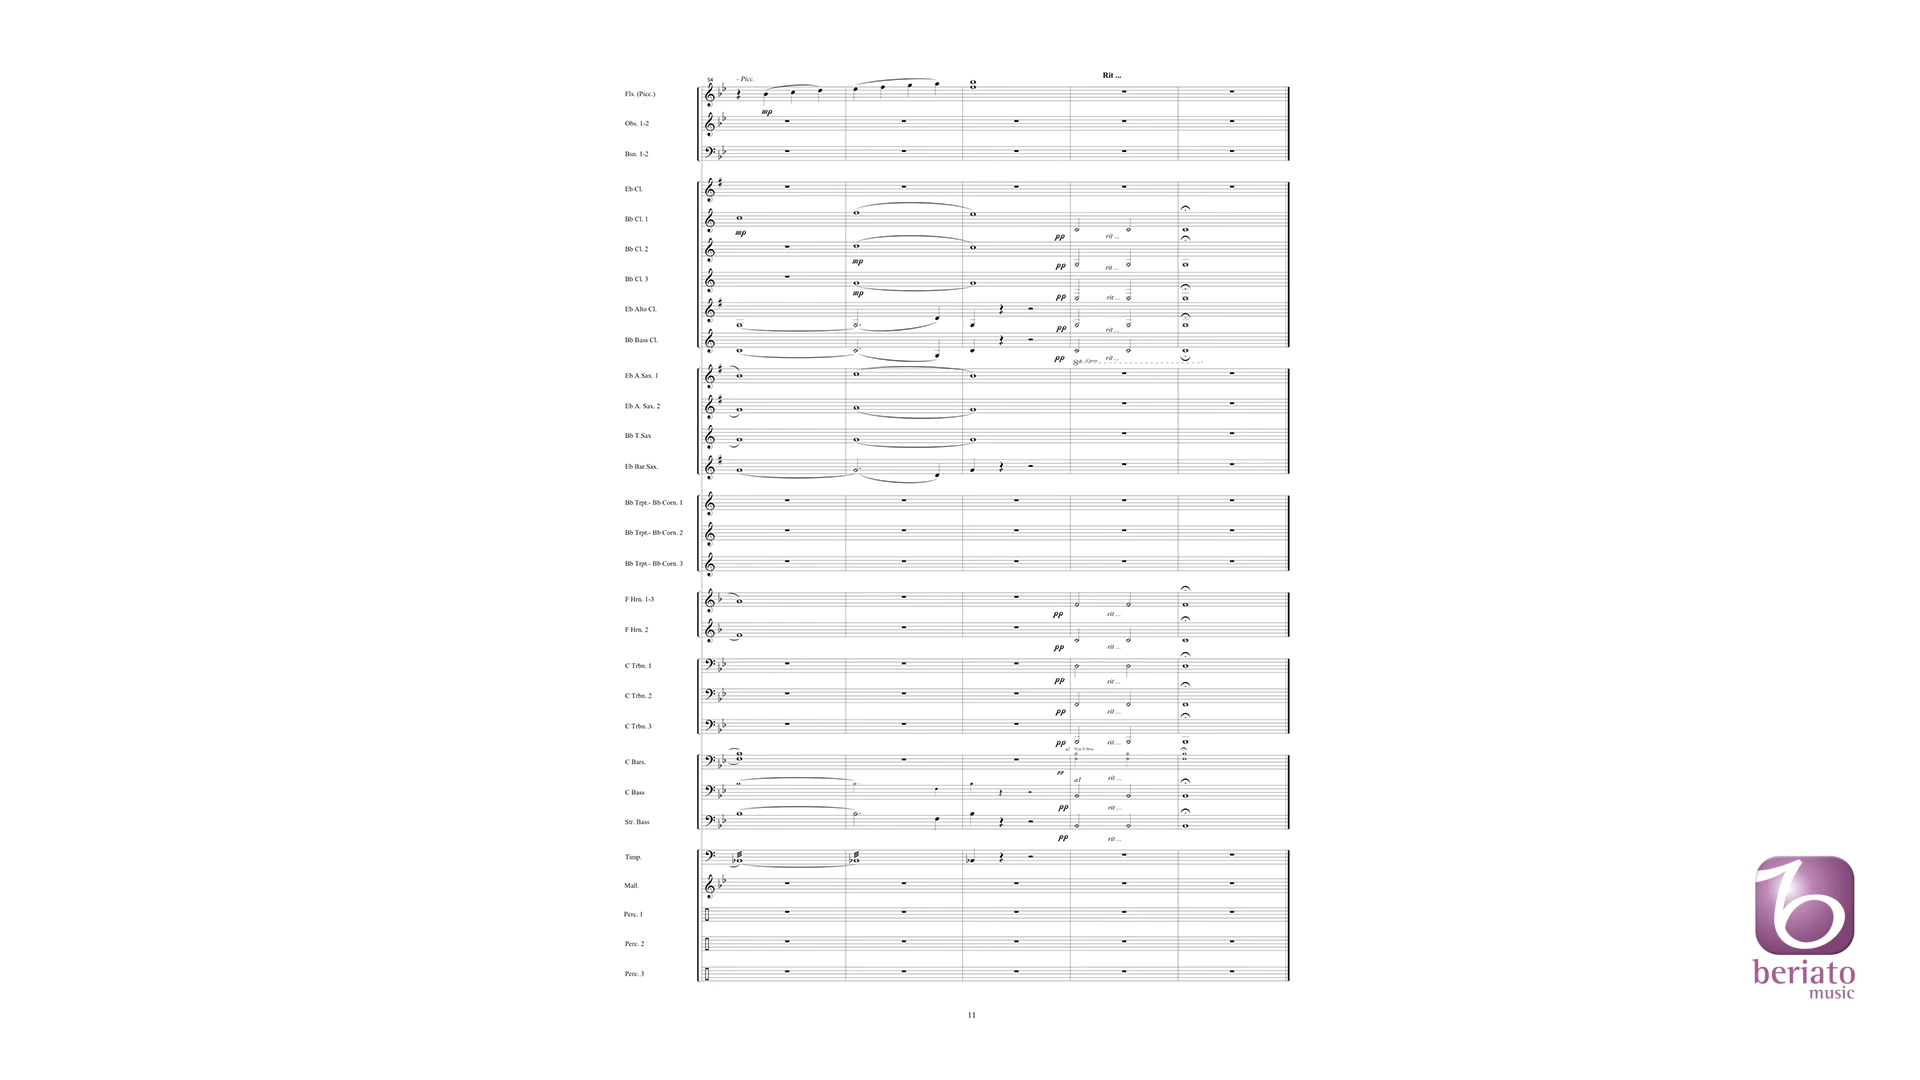 54
- Picc.
Rit ...
Fls. (Picc.)
mp
Obs. 1-2
Bsn. 1-2
Eb Cl.
Bb Cl. 1
mp
pp
rit ...
Bb Cl. 2
mp
pp
rit ...
Bb Cl. 3
mp
pp
rit ...
Eb Alto Cl.
pp
rit ...
Bb Bass Cl.
pp
rit ...
Eb A.Sax. 1
Eb A. Sax. 2
Bb T.Sax
Eb Bar.Sax.
Bb Trpt.- Bb Corn. 1
Bb Trpt.- Bb Corn. 2
Bb Trpt.- Bb Corn. 3
F Hrn. 1-3
pp
rit ...
F Hrn. 2
pp
rit ...
C Trbn. 1
pp
rit ...
C Trbn. 2
pp
rit ...
C Trbn. 3
pp
rit ...
C Bars.
pp
rit ...
a1
C Bass
pp
rit ...
Str. Bass
pp
rit ...
Timp.
Mall.
Perc. 1
Perc. 2
Perc. 3
11
beriato
music